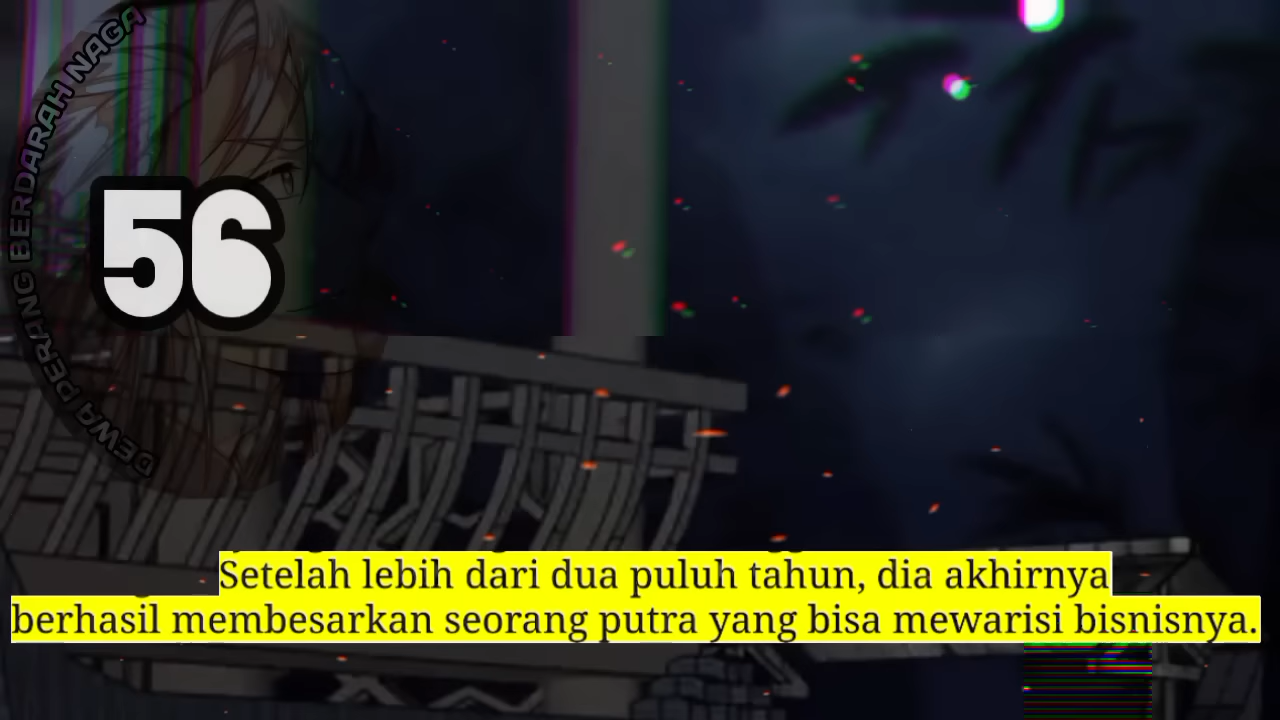 DEWA PERANG BERDARAH NAGA
56
Setelah lebih dari dua puluh tahun, dia akhirnya
berhasil membesarkan seorang putra yang bisa mewarisi bisnisnya.